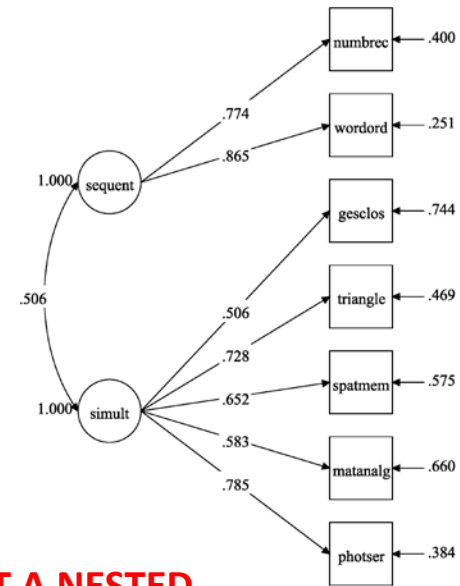 numbrec
.400
.774
wordord
.251
.865
1.000
sequent
gesclos
.744
.506
triangle
.469
.506
.728
spatmem
.575
.652
1.000
simult
.583
matanalg
.660
.785
photser
.384
T A NESTED